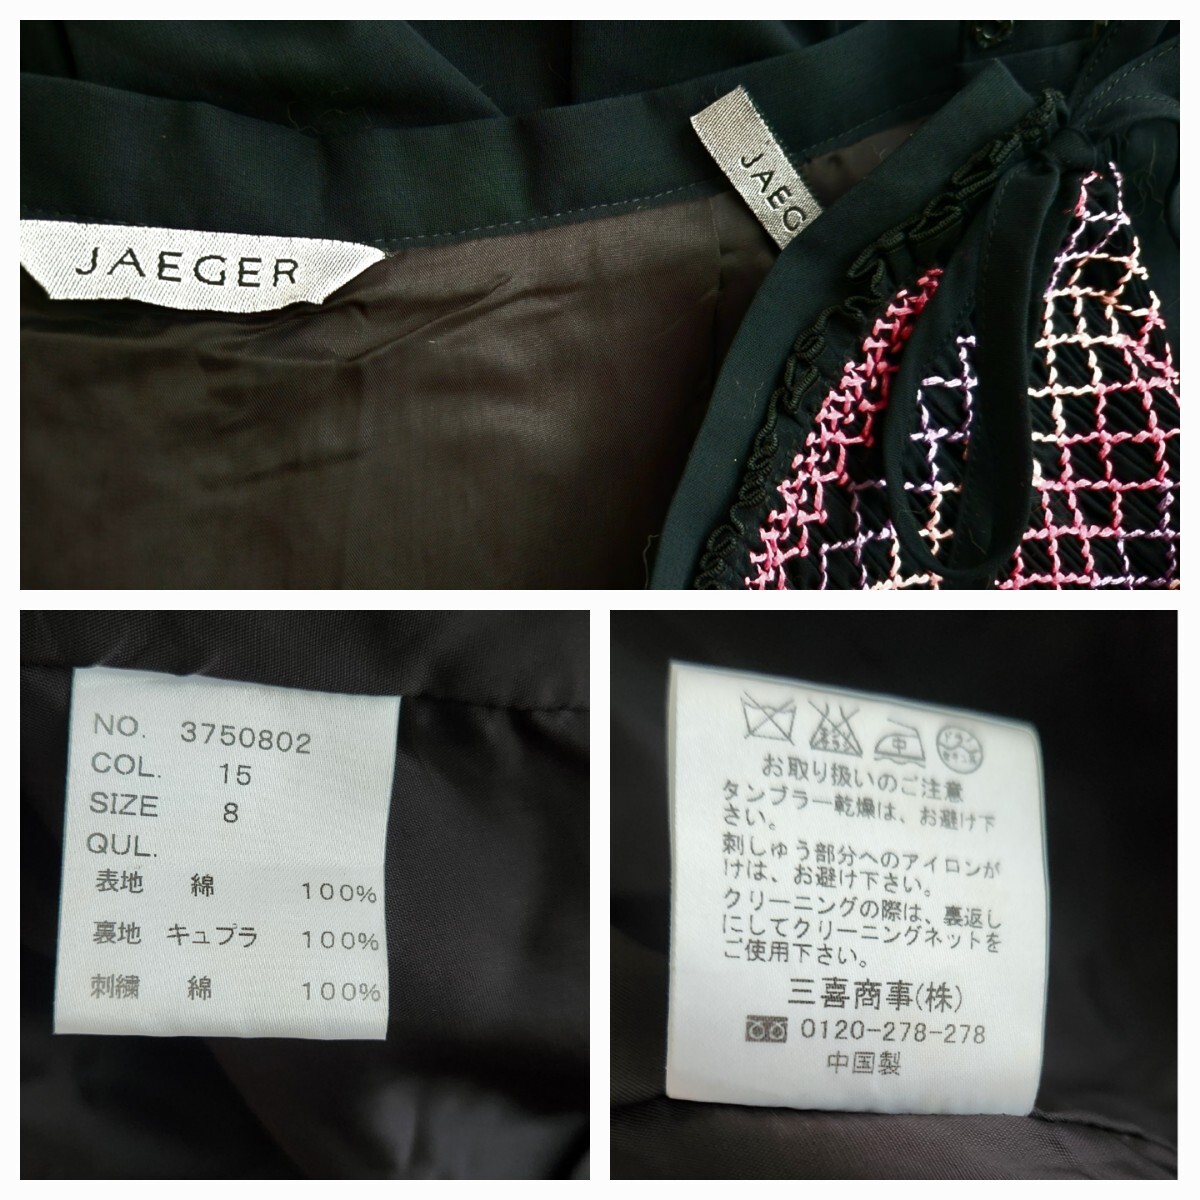 JAEGER
JAEG
NO. 3750802
COL. 15
SIZE 8
QUL.
表地 綿 100%
裏地 キュプラ 100%
刺繍 綿 100%
中 ドライ
お取り扱いのご注意
タンブラー乾燥は、お避け下
さい。
刺しゅう部分へのアイロンが
けは、お避け下さい。
クリーニングの際は、裏返し
にしてクリーニングネットを
ご使用下さい。
三喜商事(株)
0120-278-278
中国製